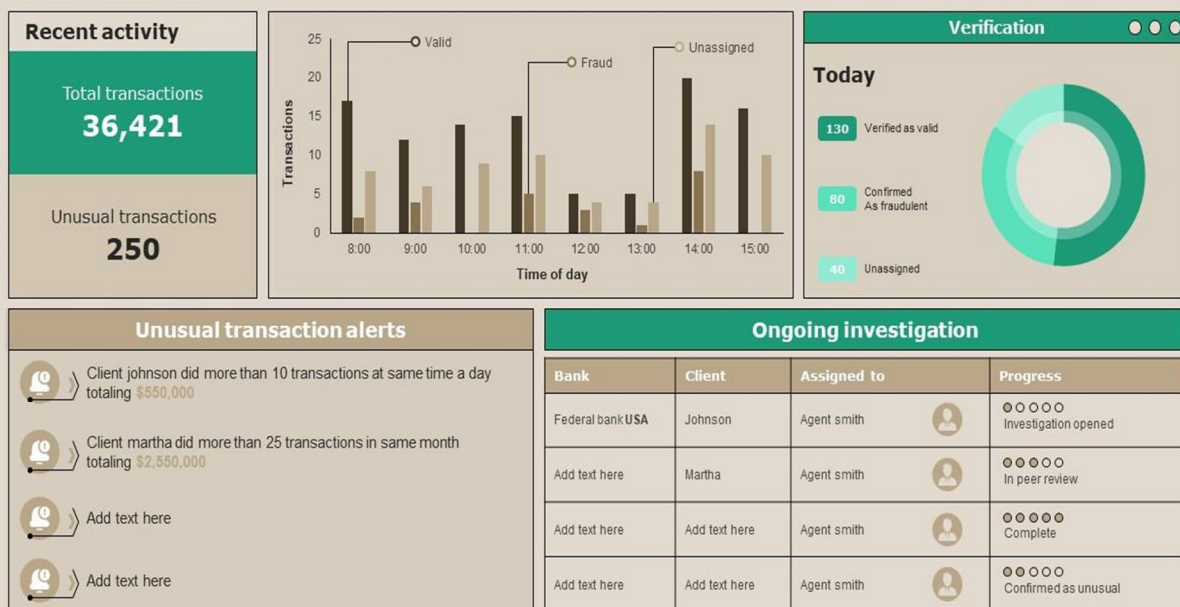 Recent activity
Total transactions
36,421
Unusual transactions
250
25
20
15
10
5
0
Transactions
Valid
Fraud
Unassigned
8:00 9:00 10:00 11:00 12:00 13:00 14:00 15:00
Time of day
Verification
Today
130 Verified as valid
80 Confirmed
As fraudulent
40 Unassigned
Unusual transaction alerts
Client johnson did more than 10 transactions at same time a day
totaling $550,000
Client martha did more than 25 transactions in same month
totaling $2,550,000
Add text here
Add text here
Ongoing investigation
Bank Client Assigned to Progress
Federal bank USA Johnson Agent smith Investigation opened
Add text here Martha Agent smith In peer review
Add text here Add text here Agent smith Complete
Add text here Add text here Agent smith Confirmed as unusual